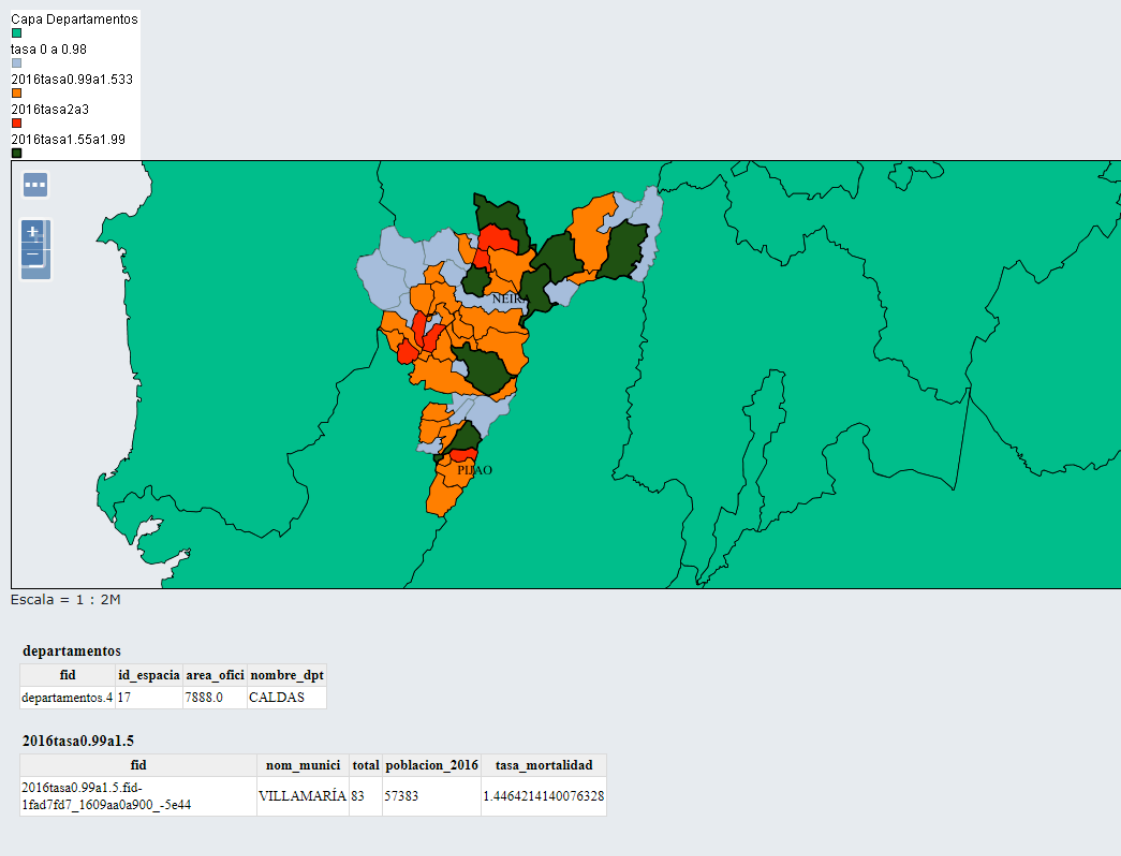 Capa Departamentos
tasa 0 a 0.98
2016tasa0.99a1.533
2016tasa2a3
2016tasa1.55a1.99
+
−
NEIRA
PIJAO
Escala = 1 : 2M
departamentos
fid id_espacia area_ofici nombre_dpt
departamentos.4 17 7888.0 CALDAS
2016tasa0.99a1.5
fid nom_munici total poblacion_2016 tasa_mortalidad
2016tasa0.99a1.5.fid-
1fad7fd7_1609aa0a900_-5e44 VILLAMARÍA 83 57383 1.4464214140076328